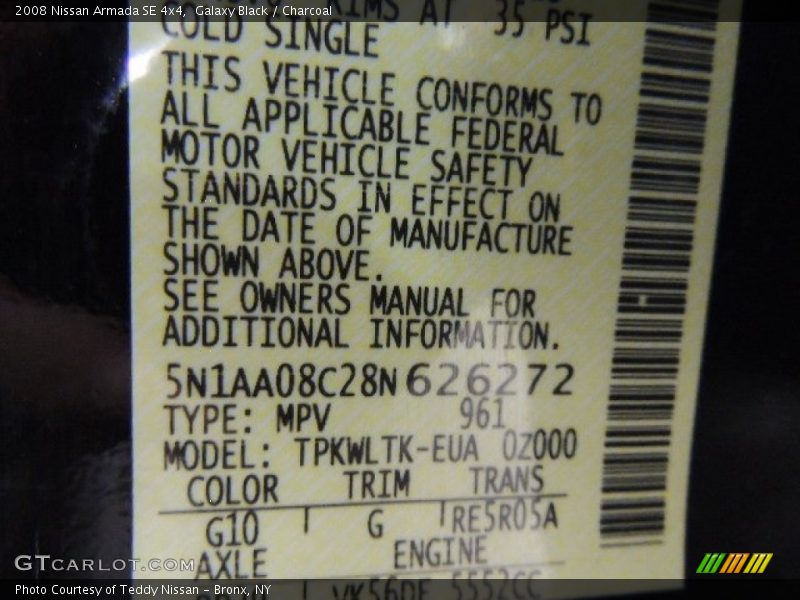 2008 Nissan Armada SE 4x4, Galaxy Black / Charcoal
AT 35 PSI
COLD SINGLE
THIS VEHICLE CONFORMS TO
ALL APPLICABLE FEDERAL
MOTOR VEHICLE SAFETY
STANDARDS IN EFFECT ON
THE DATE OF MANUFACTURE
SHOWN ABOVE.
SEE OWNERS MANUAL FOR
ADDITIONAL INFORMATION.
5N1AA08C28N626272
TYPE: MPV 961
MODEL: TPKWLTK-EUA 0Z000
COLOR TRIM TRANS
G10 G RE5R05A
AXLE ENGINE
VK56DE 5552CC
GTCARLOT.COM
Photo Courtesy of Teddy Nissan - Bronx, NY